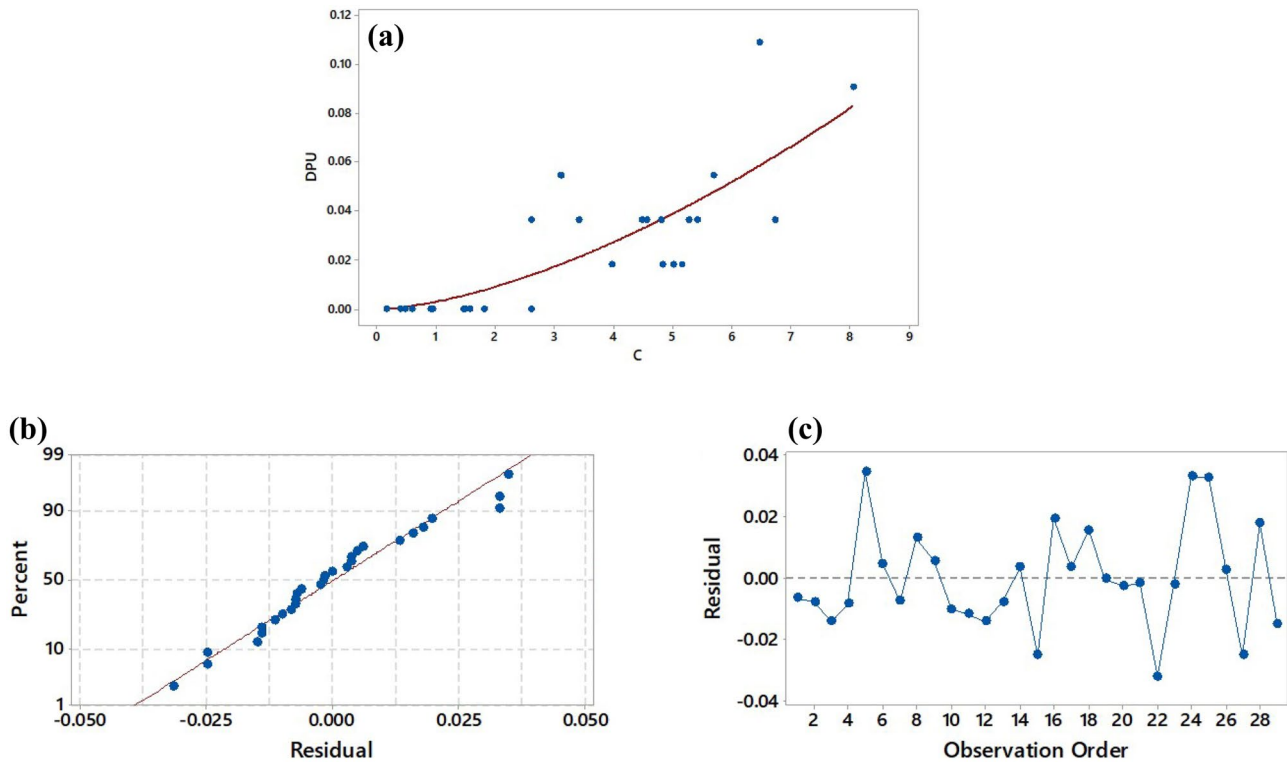 (a)
DPU
0.12
0.10
0.08
0.06
0.04
0.02
0.00
0 1 2 3 4 5 6 7 8 9
C
(b)
Percent
99
90
50
10
1
-0.050 -0.025 0.000 0.025 0.050
Residual
(c)
Residual
0.04
0.02
0.00
-0.02
-0.04
2 4 6 8 10 12 14 16 18 20 22 24 26 28
Observation Order